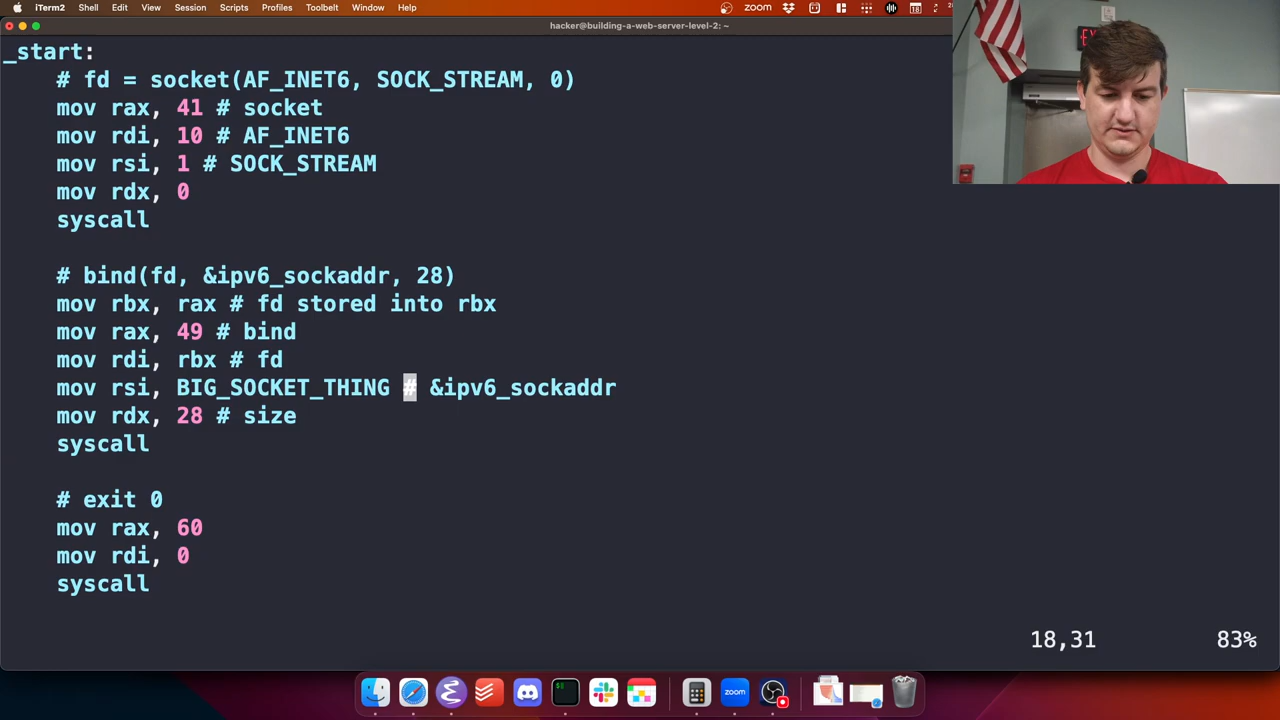 iTerm2 Shell Edit View Session Scripts Profiles Toolbelt Window Help zoom
hacker@building-a-web-server-level-2: ~
_start:
# fd = socket(AF_INET6, SOCK_STREAM, 0)
mov rax, 41 # socket
mov rdi, 10 # AF_INET6
mov rsi, 1 # SOCK_STREAM
mov rdx, 0
syscall
# bind(fd, &ipv6_sockaddr, 28)
mov rbx, rax # fd stored into rbx
mov rax, 49 # bind
mov rdi, rbx # fd
mov rsi, BIG_SOCKET_THING # &ipv6_sockaddr
mov rdx, 28 # size
syscall
# exit 0
mov rax, 60
mov rdi, 0
syscall
18,31 83%
zoom